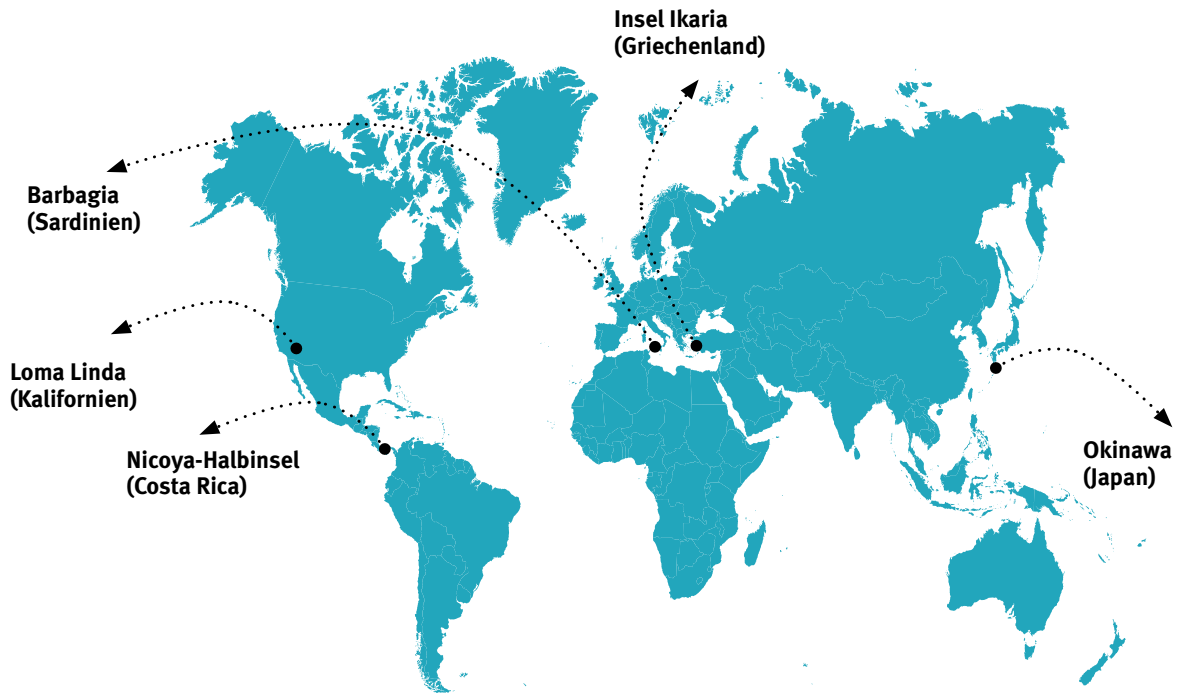 Insel Ikaria
(Griechenland)
Barbagia
(Sardinien)
Loma Linda
(Kalifornien)
Nicoya-Halbinsel
(Costa Rica)
Okinawa
(Japan)